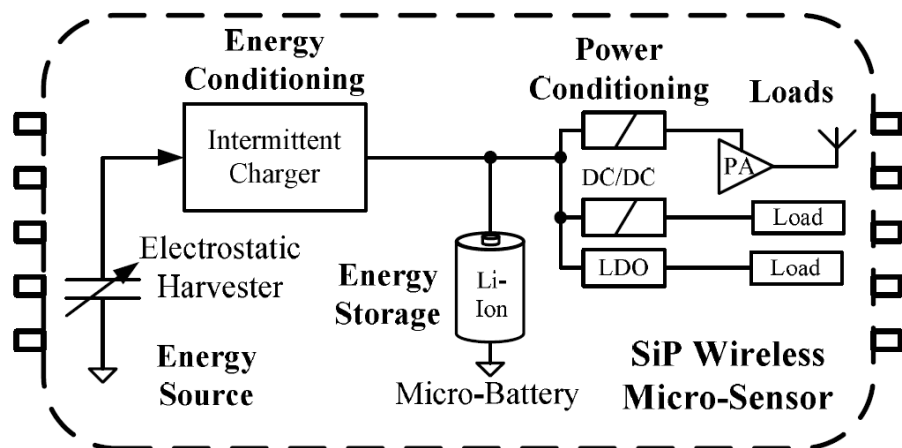 Energy
Conditioning
Power
Conditioning
Loads
Intermittent
Charger
PA
DC/DC
Load
LDO
Load
Electrostatic
Harvester
Energy
Storage
Li-
Ion
Energy
Source
Micro-Battery
SiP Wireless
Micro-Sensor